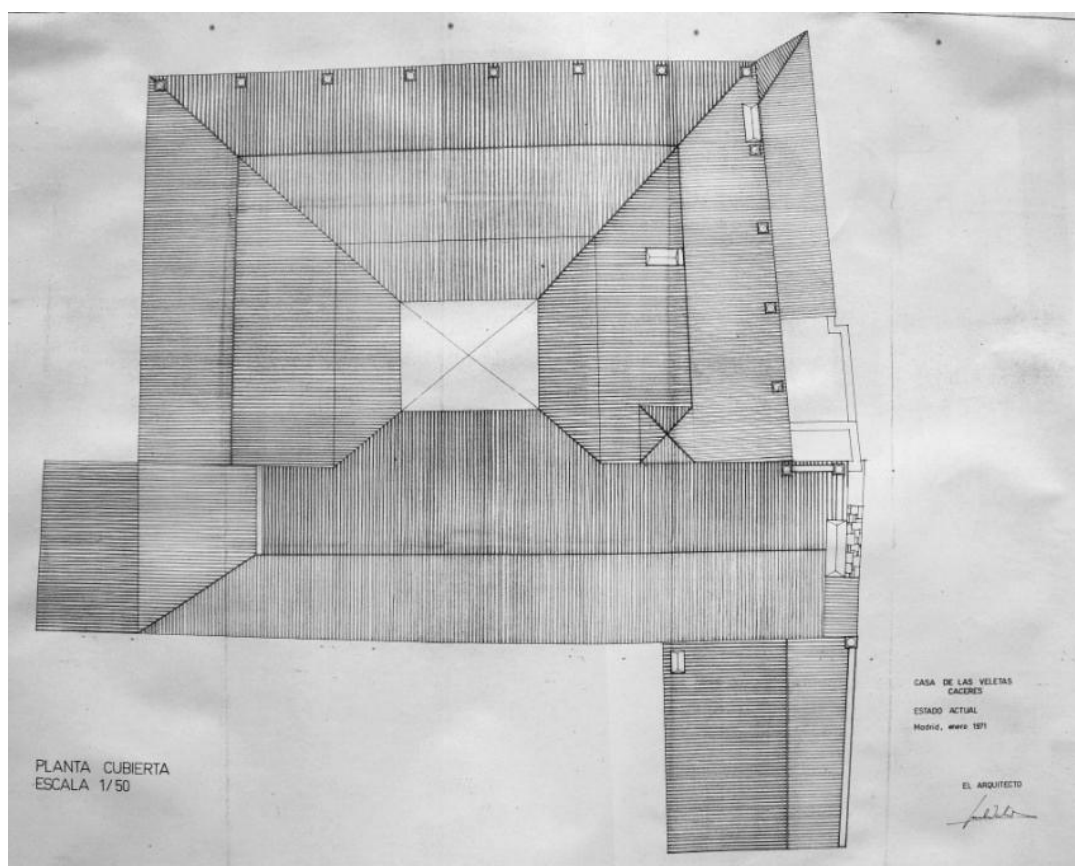 PLANTA CUBIERTA
ESCALA 1/50
CASA DE LAS VELETAS
CACERES
ESTADO ACTUAL
Madrid, enero 1971
EL ARQUITECTO